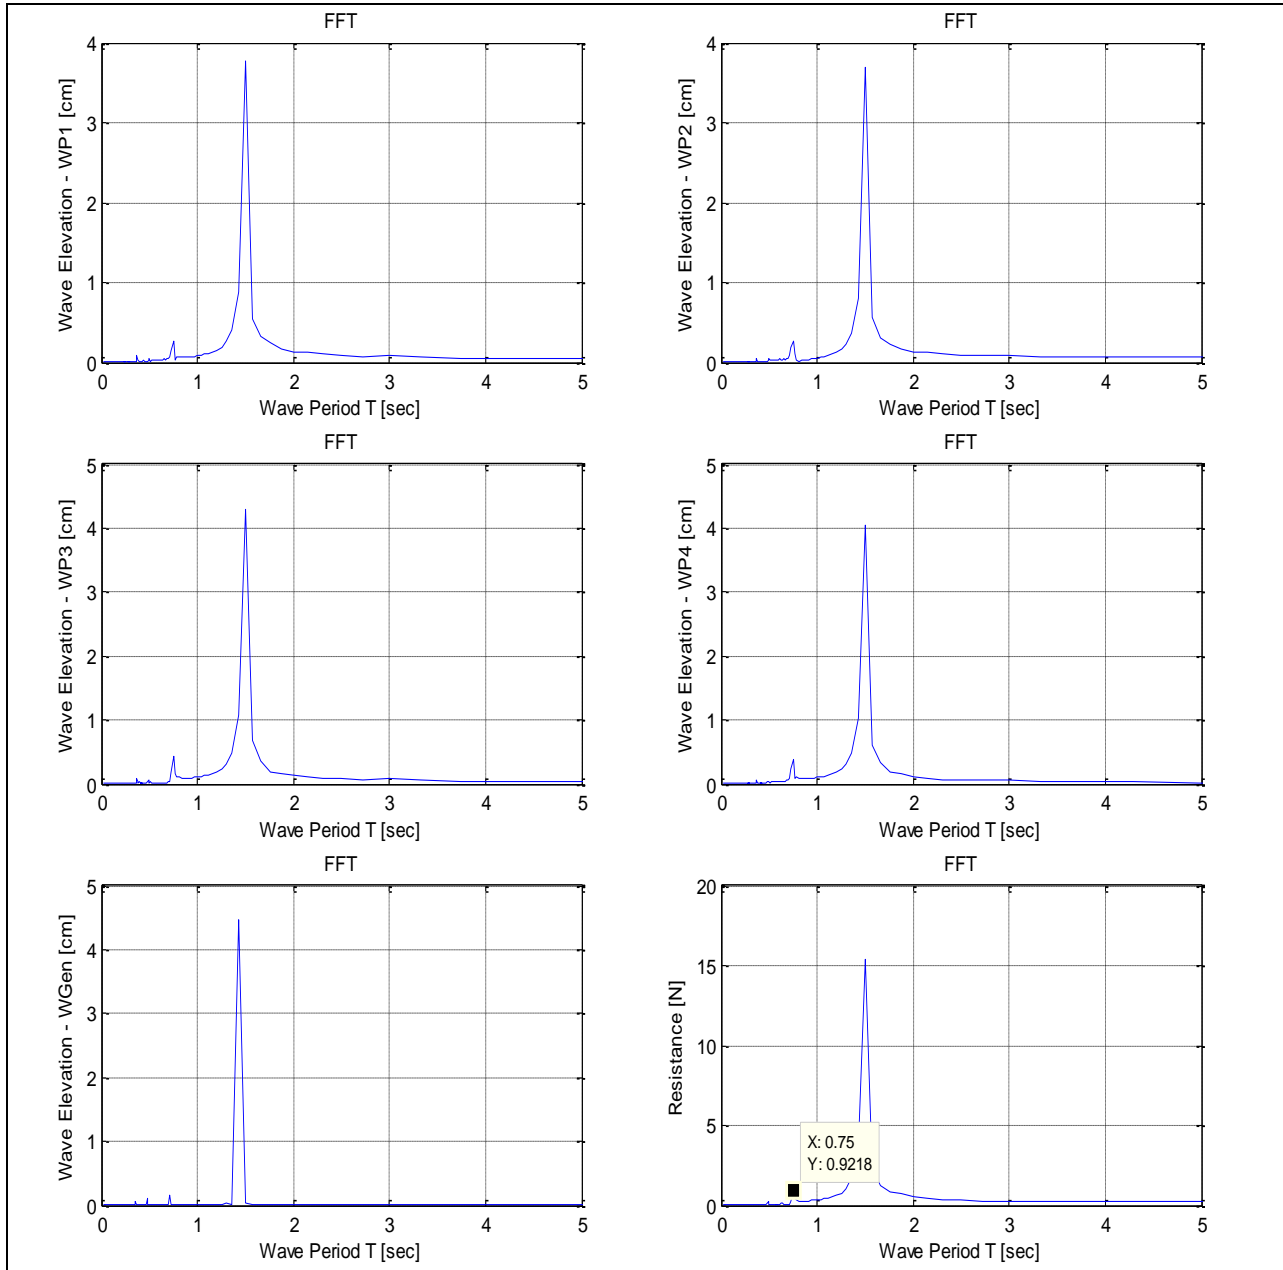 FFT
4
3
2
1
0
Wave Elevation - WP1 [cm]
0 1 2 3 4 5
Wave Period T [sec]
FFT
4
3
2
1
0
Wave Elevation - WP2 [cm]
0 1 2 3 4 5
Wave Period T [sec]
FFT
5
4
3
2
1
0
Wave Elevation - WP3 [cm]
0 1 2 3 4 5
Wave Period T [sec]
FFT
5
4
3
2
1
0
Wave Elevation - WP4 [cm]
0 1 2 3 4 5
Wave Period T [sec]
FFT
5
4
3
2
1
0
Wave Elevation - WGen [cm]
0 1 2 3 4 5
Wave Period T [sec]
FFT
20
15
10
5
0
Resistance [N]
X: 0.75
Y: 0.9218
0 1 2 3 4 5
Wave Period T [sec]